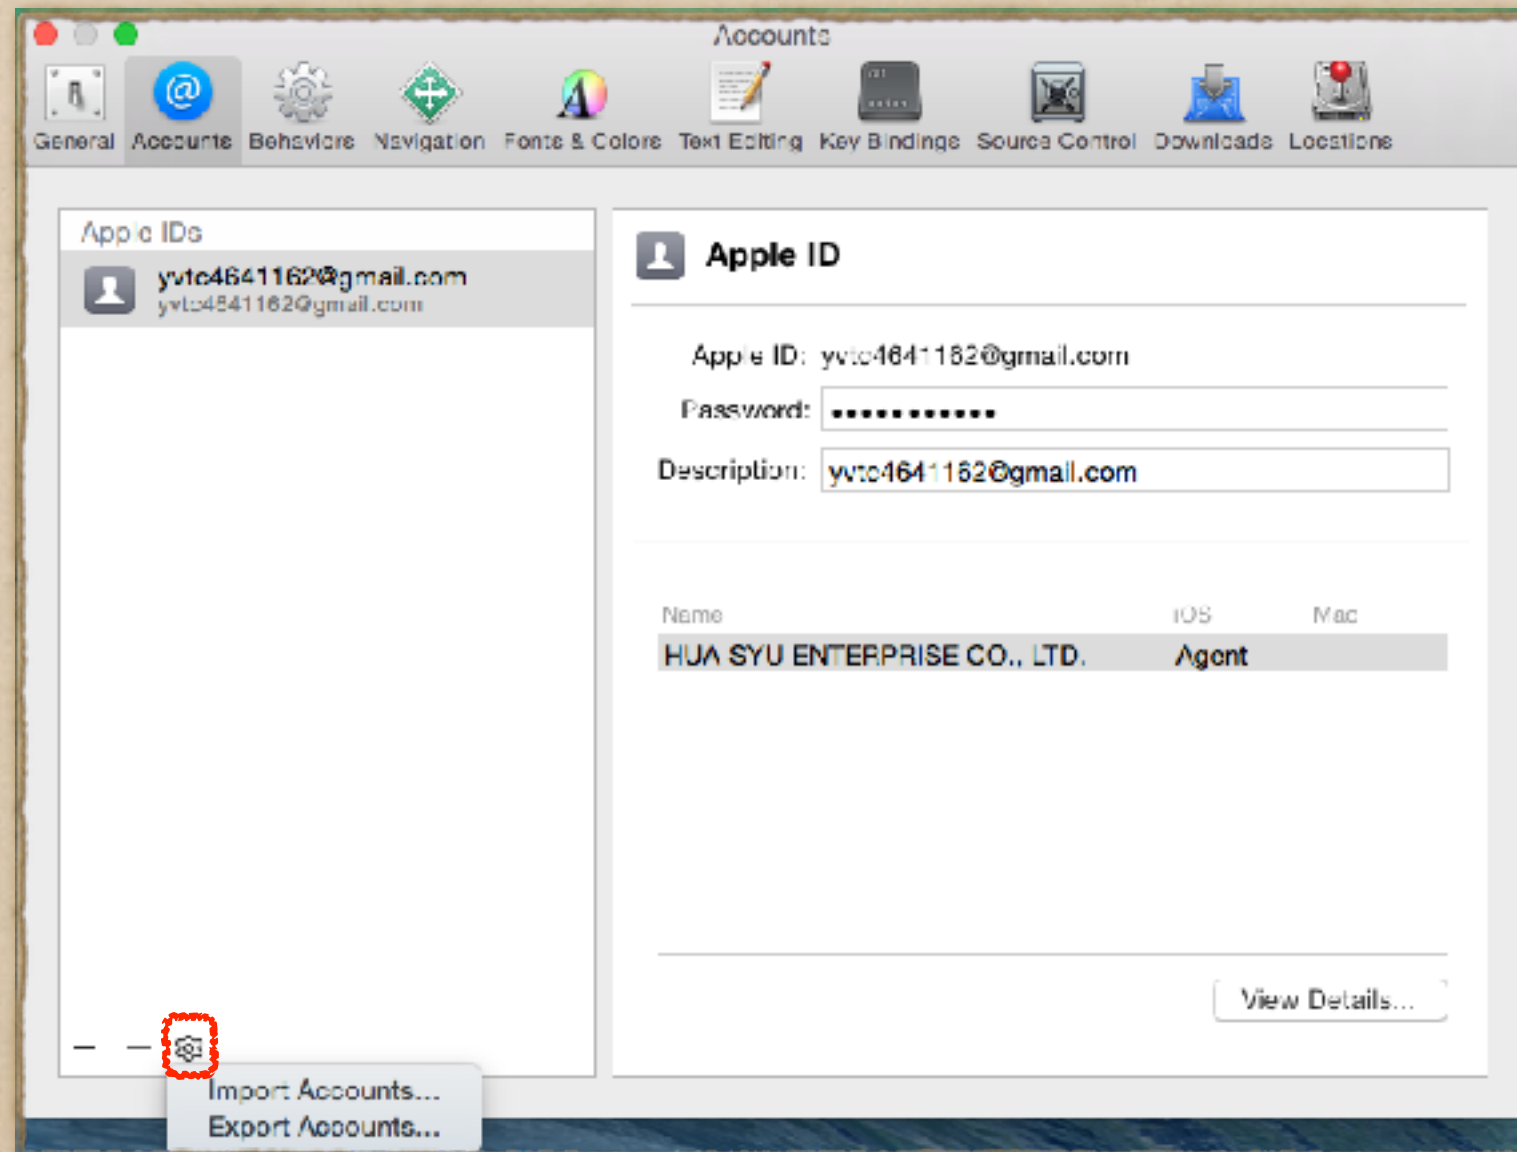 Accounts
General Accounts Behaviors Navigation Fonts & Colors Text Editing Key Bindings Source Control Downloads Locations
Apple IDs
yvtc4641162@gmail.com
yvtc4641162@gmail.com
Apple ID
Apple ID: yvtc4641162@gmail.com
Password: •••••••••••
Description: yvtc4641162@gmail.com
Name iOS Mac
HUA SYU ENTERPRISE CO., LTD. Agent
View Details...
Import Accounts...
Export Accounts...